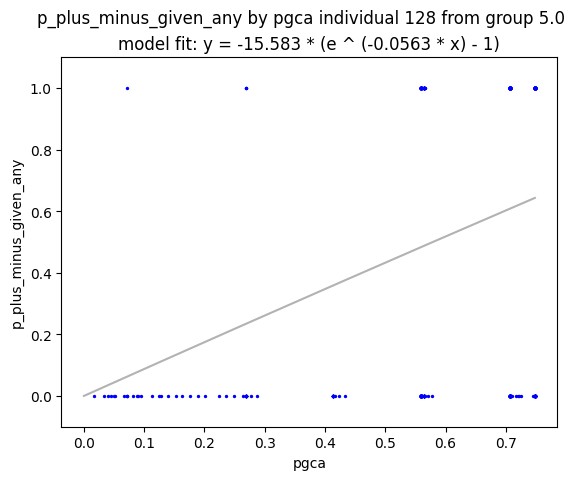 p_plus_minus_given_any by pgca individual 128 from group 5.0
model fit: y = -15.583 * (e ^ (-0.0563 * x) - 1)
1.0
0.8
0.6
0.4
0.2
0.0
p_plus_minus_given_any
0.0 0.1 0.2 0.3 0.4 0.5 0.6 0.7
pgca